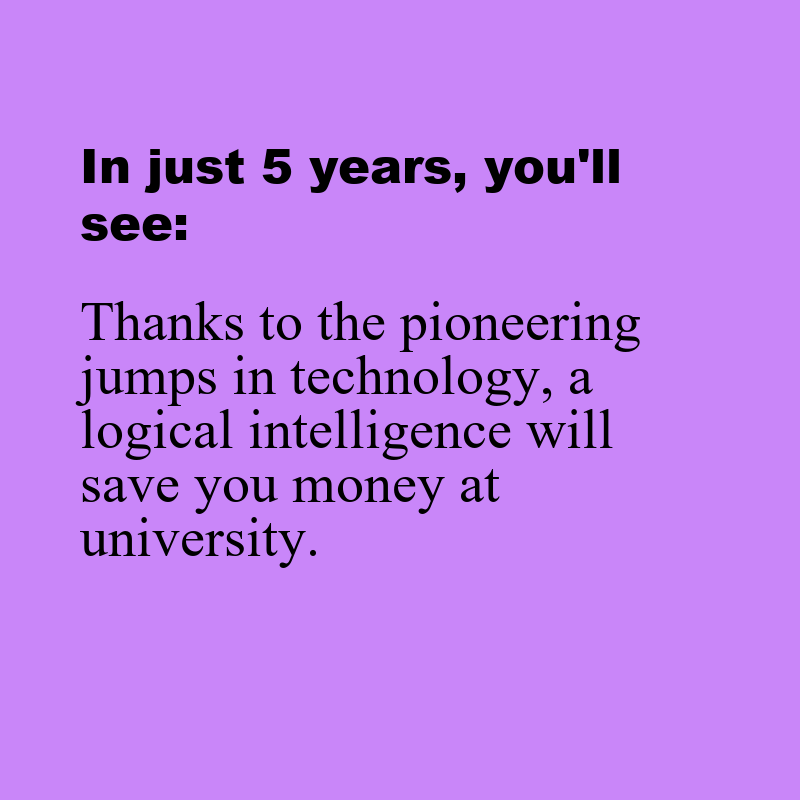 In just 5 years, you'll
see:
Thanks to the pioneering
jumps in technology, a
logical intelligence will
save you money at
university.